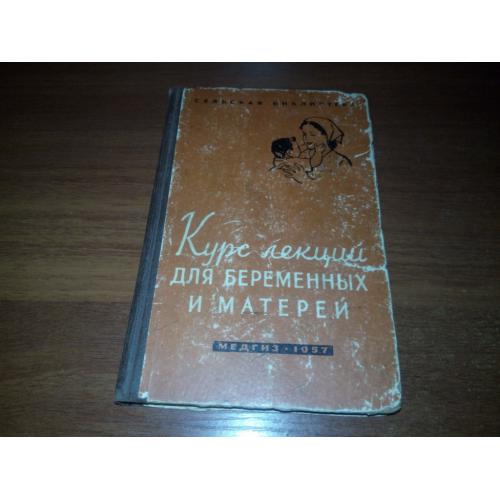 СЕЛЬСКАЯ БИБЛИОТЕКА
Курс лекций
ДЛЯ БЕРЕМЕННЫХ
И МАТЕРЕЙ
МЕДГИЗ · 1957